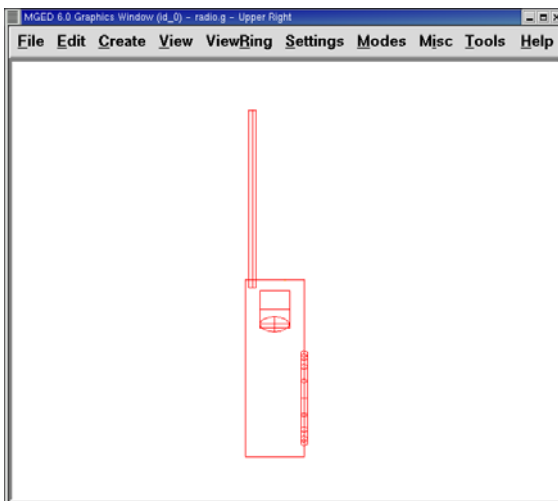 MGED 6.0 Graphics Window (id_0) - radio.g - Upper Right
File Edit Create View ViewRing Settings Modes Misc Tools Help